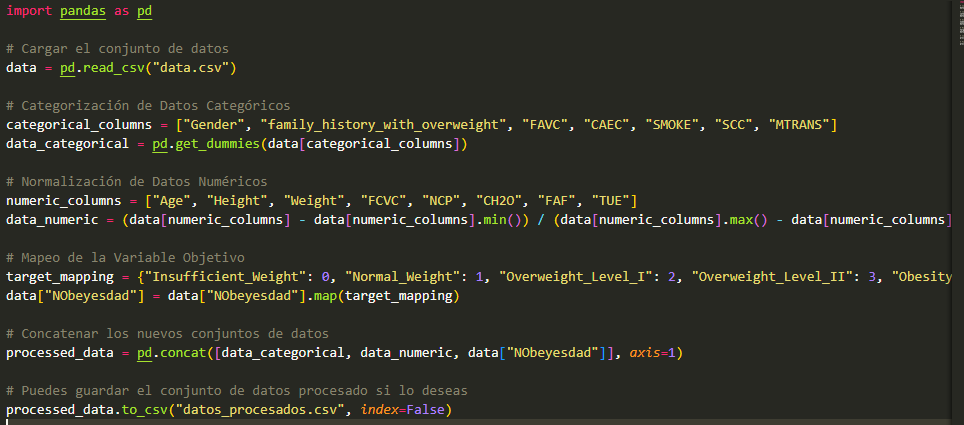 import pandas as pd
# Cargar el conjunto de datos
data = pd.read_csv("data.csv")
# Categorización de Datos Categóricos
categorical_columns = ["Gender", "family_history_with_overweight", "FAVC", "CAEC", "SMOKE", "SCC", "MTRANS"]
data_categorical = pd.get_dummies(data[categorical_columns])
# Normalización de Datos Numéricos
numeric_columns = ["Age", "Height", "Weight", "FCVC", "NCP", "CH2O", "FAF", "TUE"]
data_numeric = (data[numeric_columns] - data[numeric_columns].min()) / (data[numeric_columns].max() - data[numeric_columns]
# Mapeo de la Variable Objetivo
target_mapping = {"Insufficient_Weight": 0, "Normal_Weight": 1, "Overweight_Level_I": 2, "Overweight_Level_II": 3, "Obesity
data["NObeyesdad"] = data["NObeyesdad"].map(target_mapping)
# Concatenar los nuevos conjuntos de datos
processed_data = pd.concat([data_categorical, data_numeric, data["NObeyesdad"]], axis=1)
# Puedes guardar el conjunto de datos procesado si lo deseas
processed_data.to_csv("datos_procesados.csv", index=False)